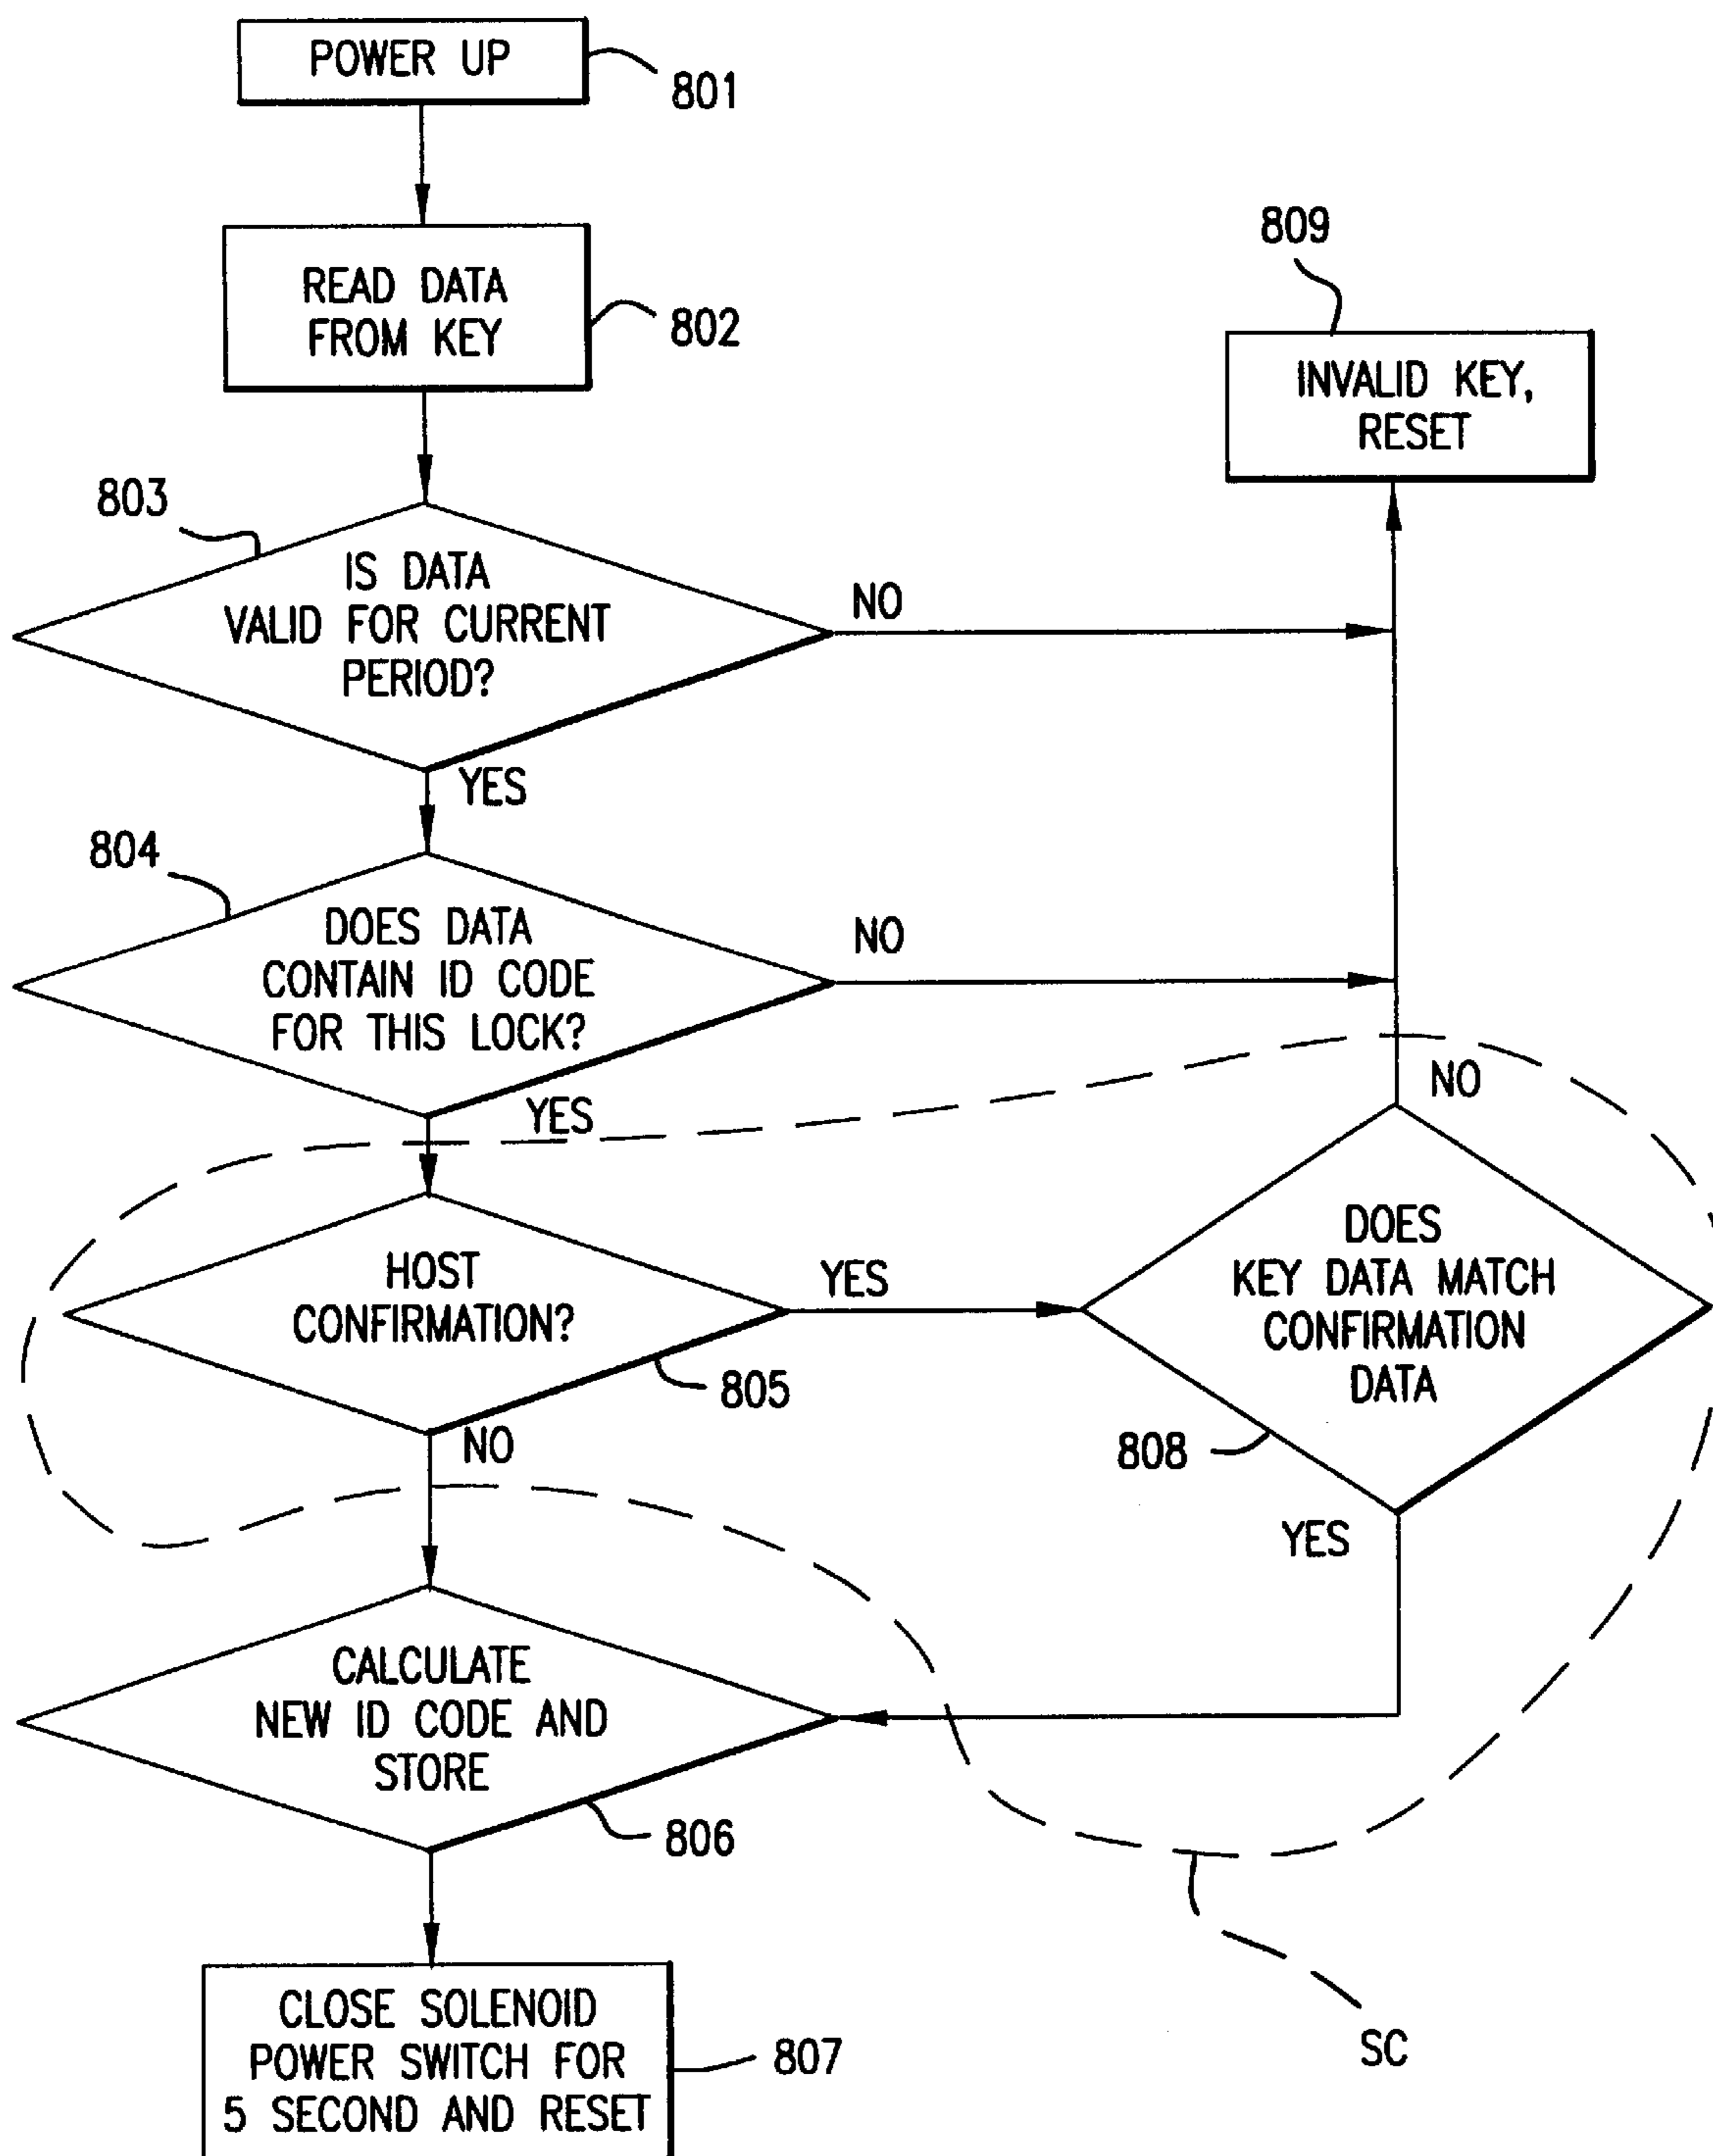 POWER UP
801
READ DATA
FROM KEY
802
809
INVALID KEY,
RESET
803
IS DATA
VALID FOR CURRENT
PERIOD?
NO
YES
804
DOES DATA
CONTAIN ID CODE
FOR THIS LOCK?
NO
YES
NO
HOST
CONFIRMATION?
805
YES
NO
DOES
KEY DATA MATCH
CONFIRMATION
DATA
808
YES
CALCULATE
NEW ID CODE AND
STORE
806
CLOSE SOLENOID
POWER SWITCH FOR
5 SECOND AND RESET
807
SC